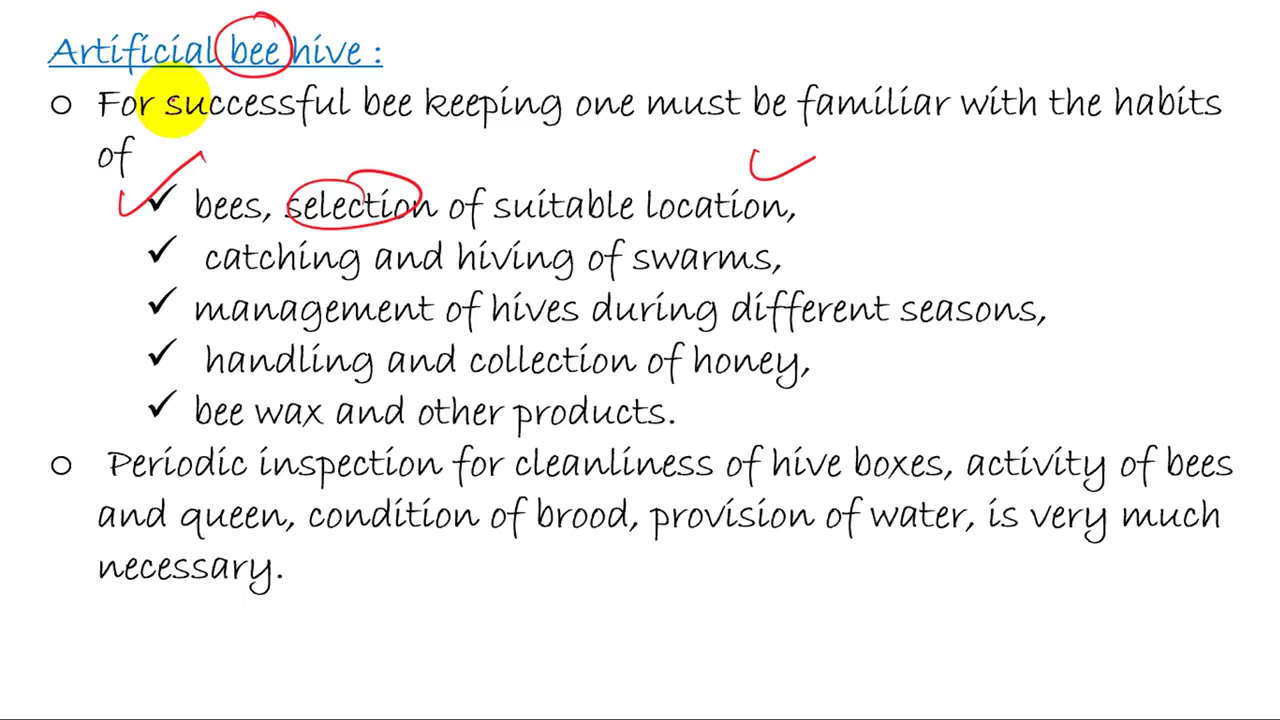 Artificial bee hive :
o For successful bee keeping one must be familiar with the habits
of
✓ bees, selection of suitable location,
✓ catching and hiving of swarms,
✓ management of hives during different seasons,
✓ handling and collection of honey,
✓ bee wax and other products.
o Periodic inspection for cleanliness of hive boxes, activity of bees
and queen, condition of brood, provision of water, is very much
necessary.